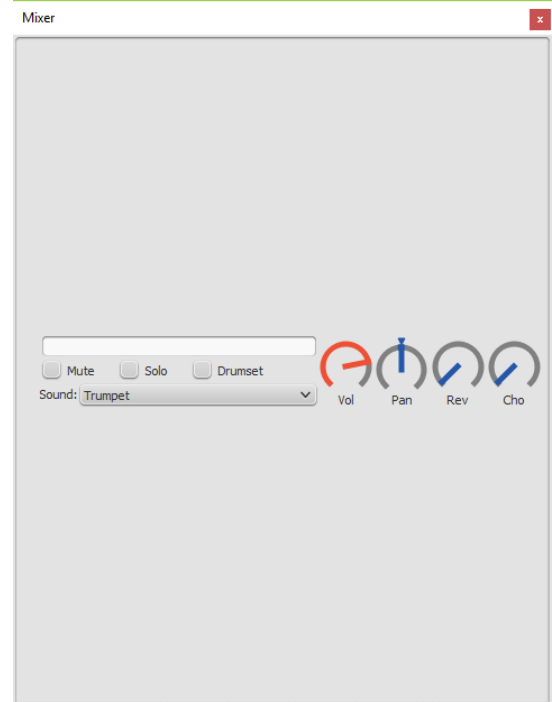 Mixer x
Mute Solo Drumset
Sound: Trumpet
Vol Pan Rev Cho